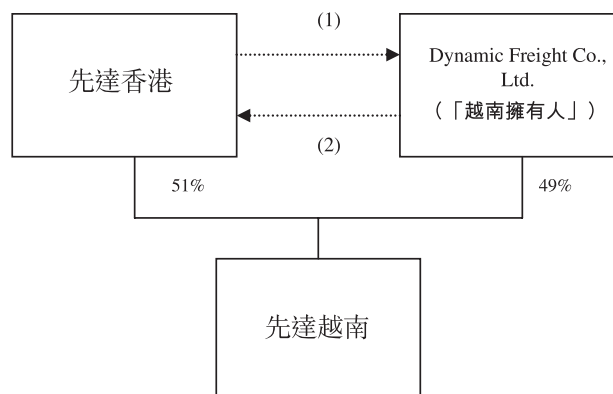 (1)
先達香港
Dynamic Freight Co.,
Ltd.
（「越南擁有人」）
(2)
51%
49%
先達越南